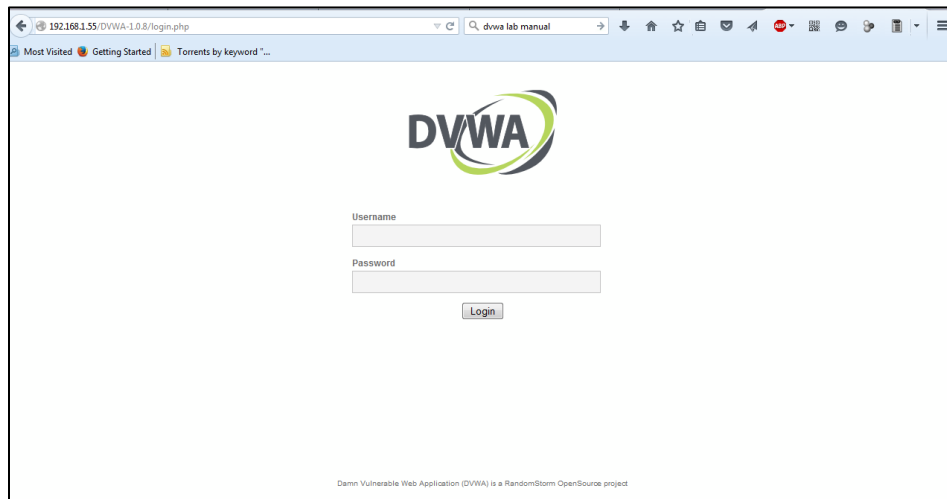 192.168.1.55/DVWA-1.0.8/login.php
dvwa lab manual
ABP
Most Visited Getting Started Torrents by keyword "...
DVWA
Username
Password
Login
Damn Vulnerable Web Application (DVWA) is a RandomStorm OpenSource project